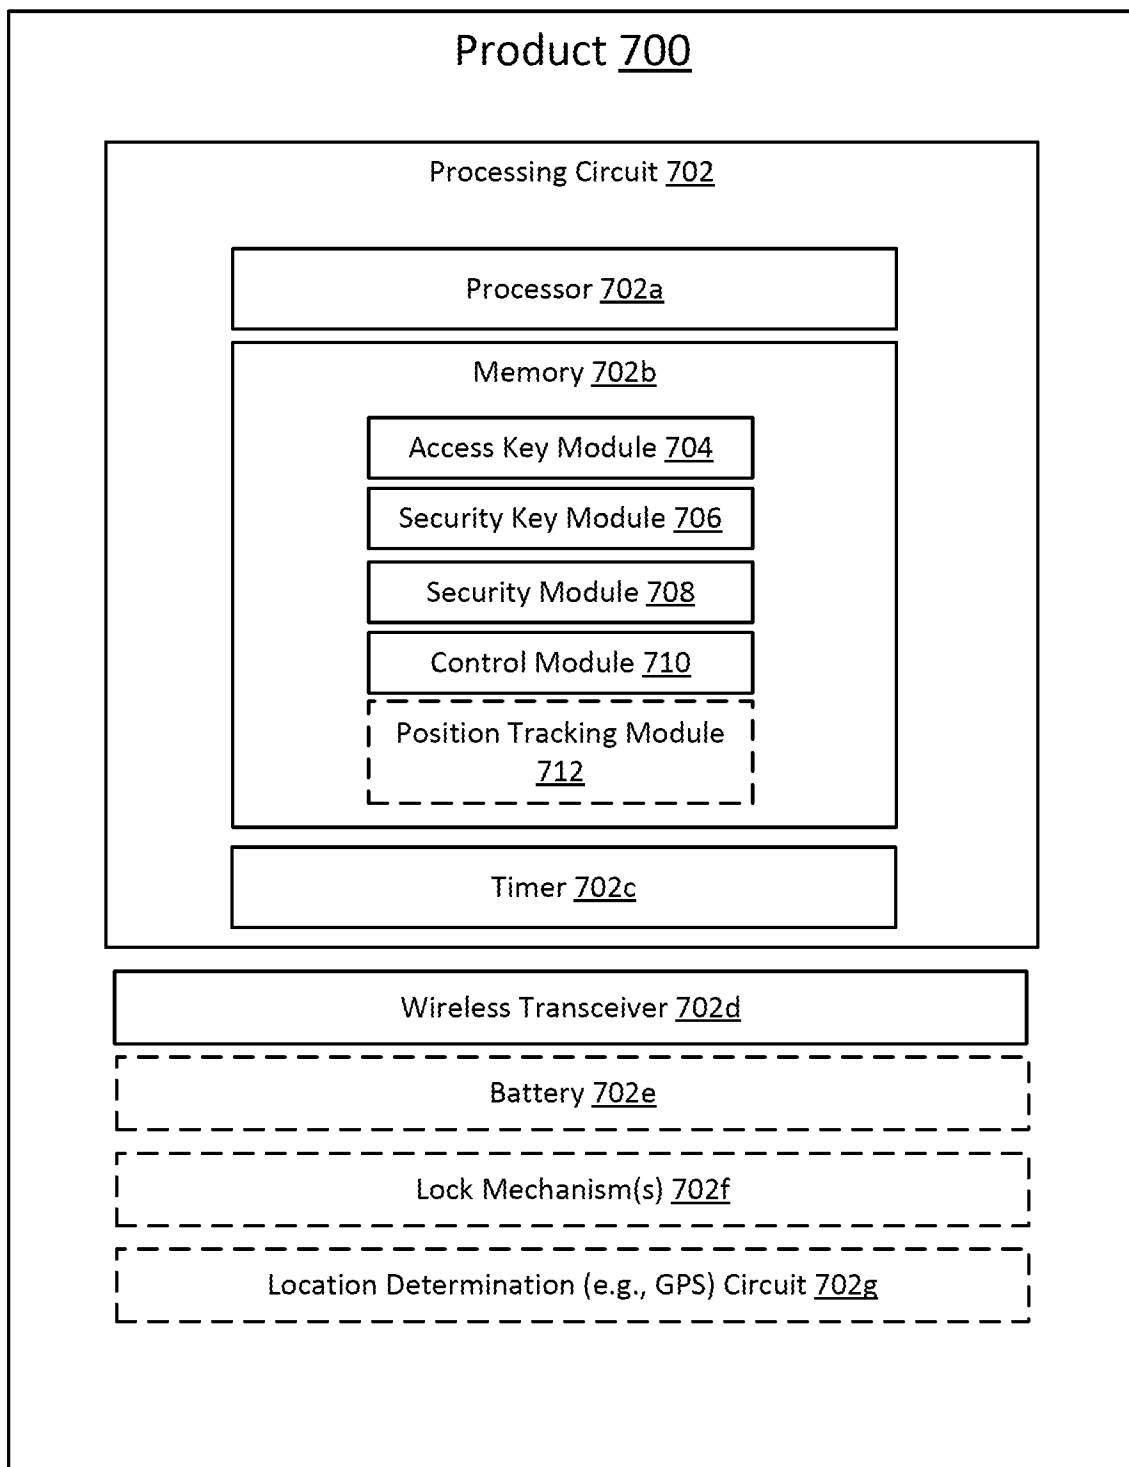 Product 700
Processing Circuit 702
Processor 702a
Memory 702b
Access Key Module 704
Security Key Module 706
Security Module 708
Control Module 710
Position Tracking Module
712
Timer 702c
Wireless Transceiver 702d
Battery 702e
Lock Mechanism(s) 702f
Location Determination (e.g., GPS) Circuit 702g